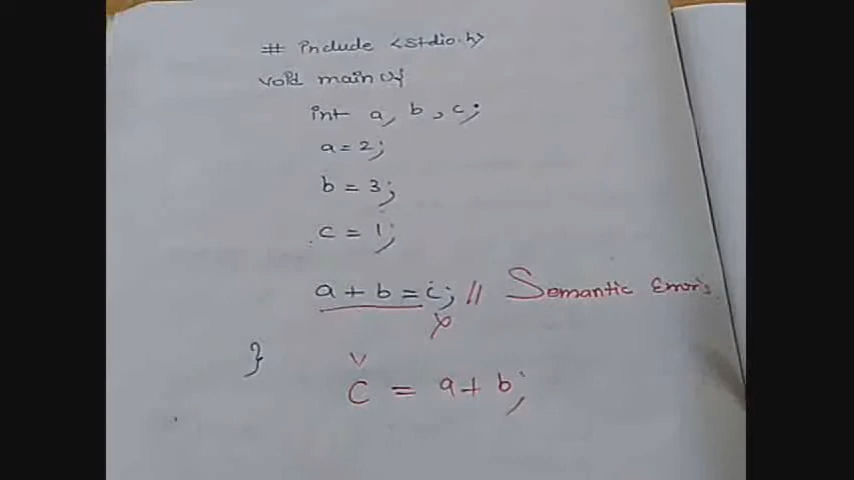 # include <stdio.h>
void main(){
int a, b, c;
a = 2;
b = 3;
c = 1;
a + b = c; // Semantic Errors.
}
c = a + b;